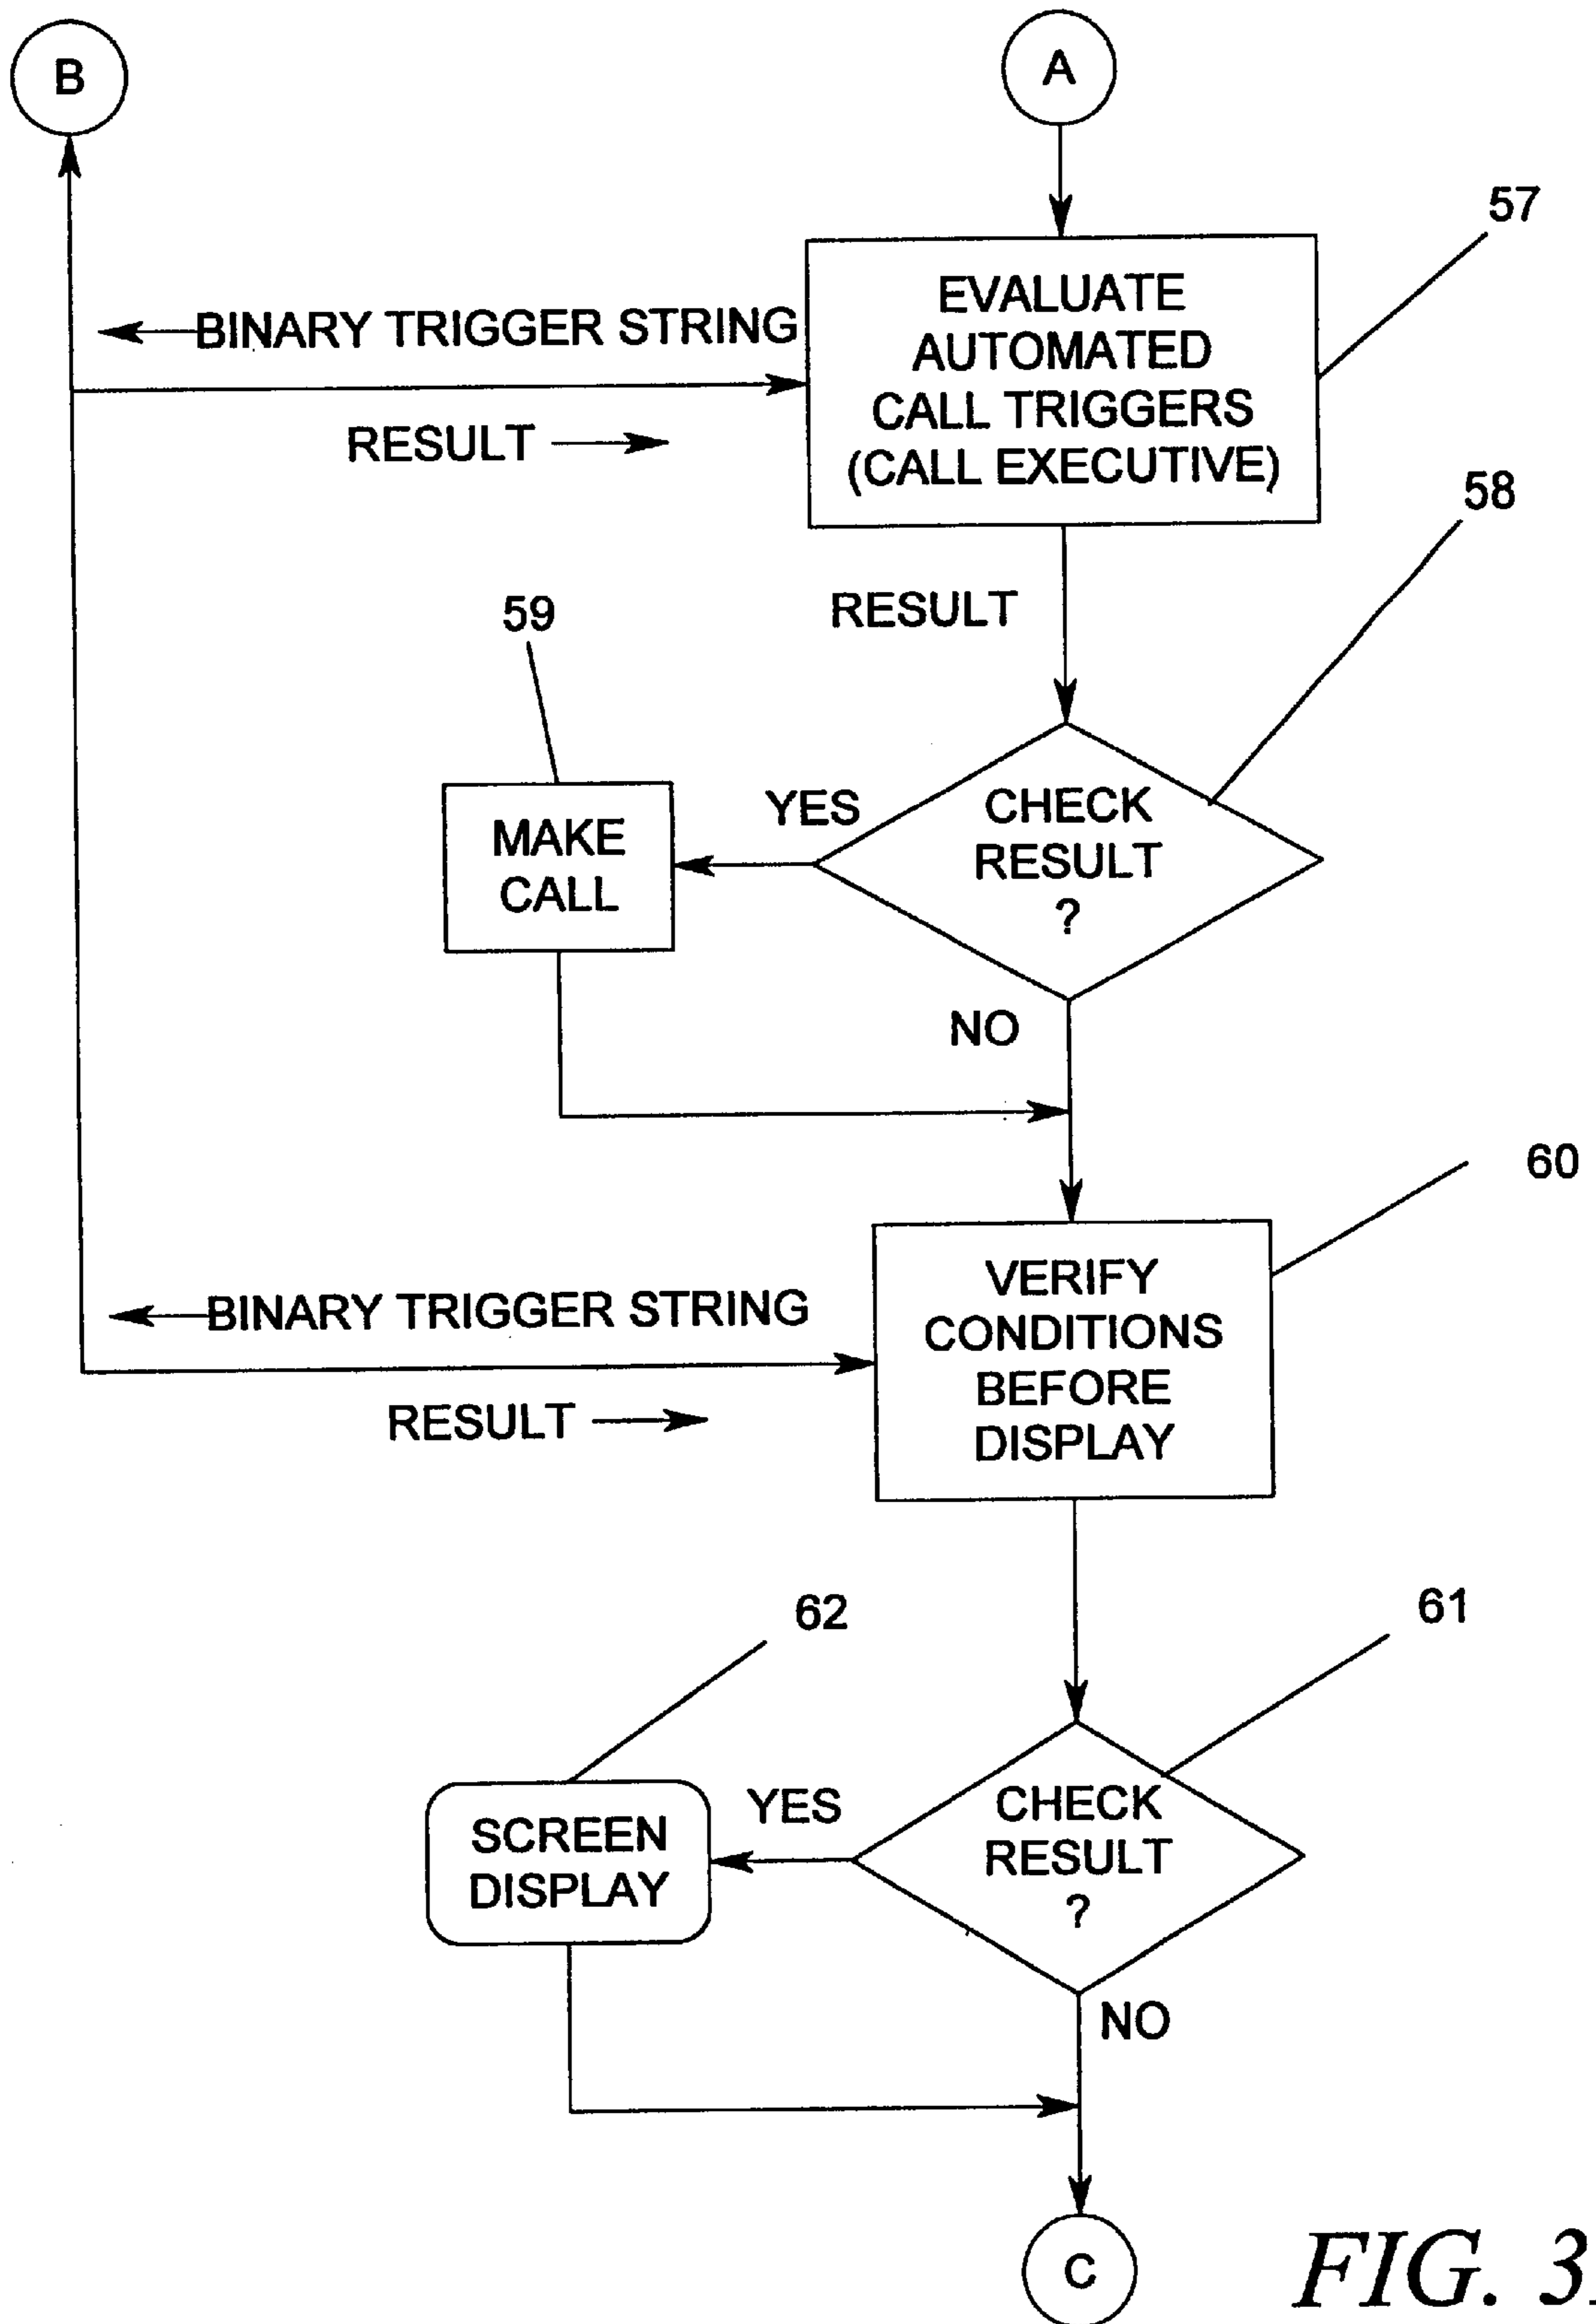 B
A
57
BINARY TRIGGER STRING
EVALUATE
AUTOMATED
CALL TRIGGERS
(CALL EXECUTIVE)
RESULT
58
RESULT
59
YES
CHECK
RESULT
?
MAKE
CALL
NO
60
BINARY TRIGGER STRING
VERIFY
CONDITIONS
BEFORE
DISPLAY
RESULT
62
61
YES
CHECK
RESULT
?
SCREEN
DISPLAY
NO
C
FIG. 3